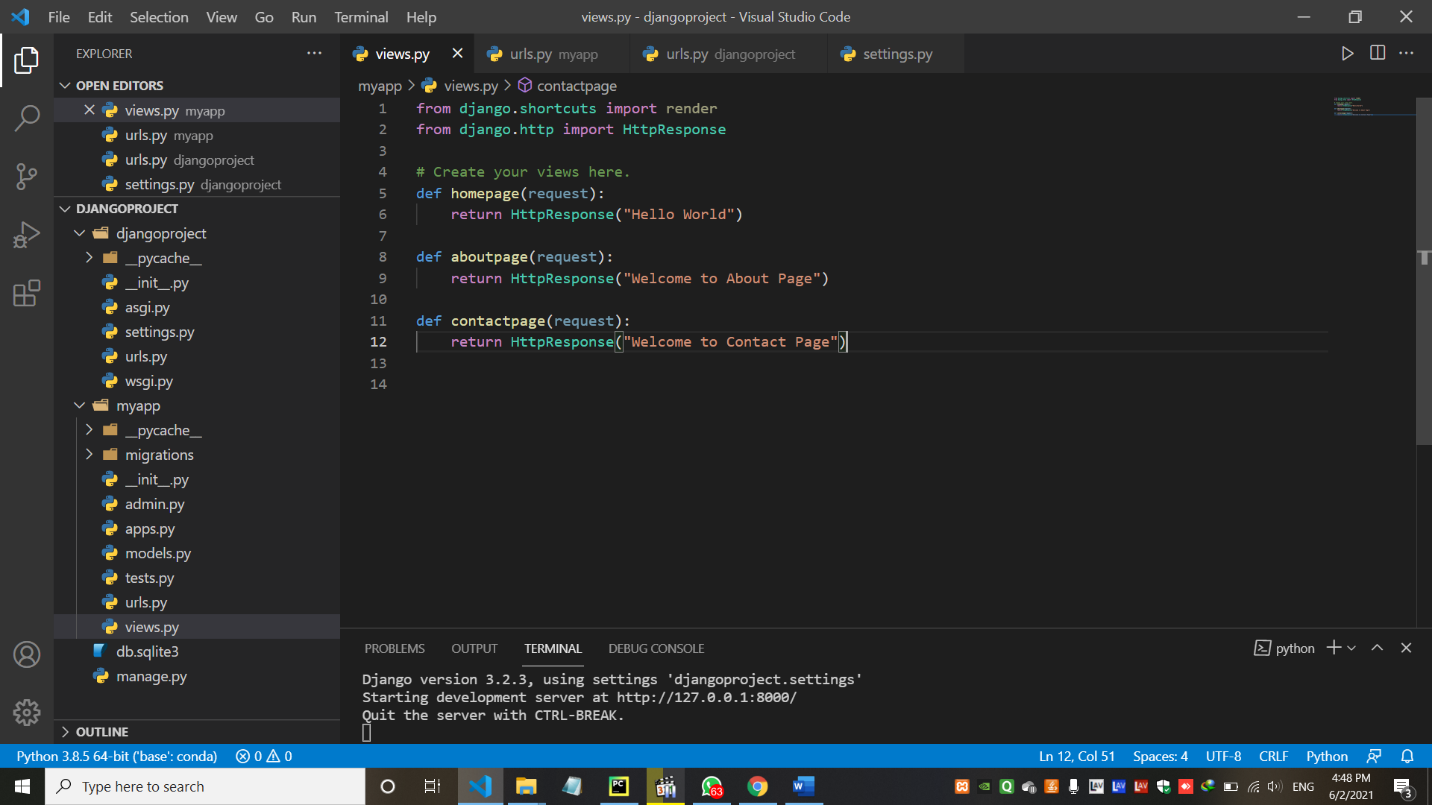 File Edit Selection View Go Run Terminal Help views.py - djangoproject - Visual Studio Code
EXPLORER
OPEN EDITORS
views.py myapp
urls.py myapp
urls.py djangoproject
settings.py djangoproject
DJANGOPROJECT
djangoproject
__pycache__
__init__.py
asgi.py
settings.py
urls.py
wsgi.py
myapp
__pycache__
migrations
__init__.py
admin.py
apps.py
models.py
tests.py
urls.py
views.py
db.sqlite3
manage.py
OUTLINE
views.py urls.py myapp urls.py djangoproject settings.py
myapp > views.py > contactpage
1 from django.shortcuts import render
2 from django.http import HttpResponse
3
4 # Create your views here.
5 def homepage(request):
6     return HttpResponse("Hello World")
7
8 def aboutpage(request):
9     return HttpResponse("Welcome to About Page")
10
11 def contactpage(request):
12     return HttpResponse("Welcome to Contact Page")
13
14
PROBLEMS OUTPUT TERMINAL DEBUG CONSOLE python
Django version 3.2.3, using settings 'djangoproject.settings'
Starting development server at http://127.0.0.1:8000/
Quit the server with CTRL-BREAK.
Python 3.8.5 64-bit ('base': conda) 0 0 Ln 12, Col 51 Spaces: 4 UTF-8 CRLF Python
Type here to search PC 63 LAV LAV LAV ENG 4:48 PM
6/2/2021 3